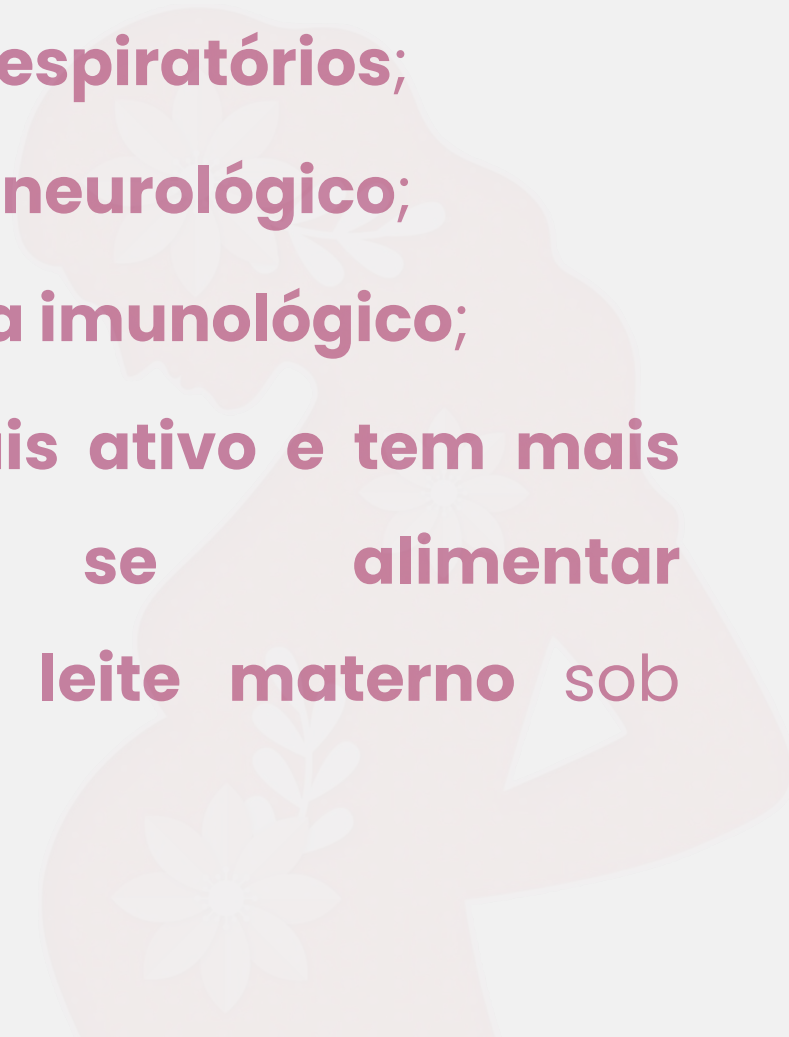 espiratórios;
neurológico;
a imunológico;
is ativo e tem mais
se alimentar
leite materno sob